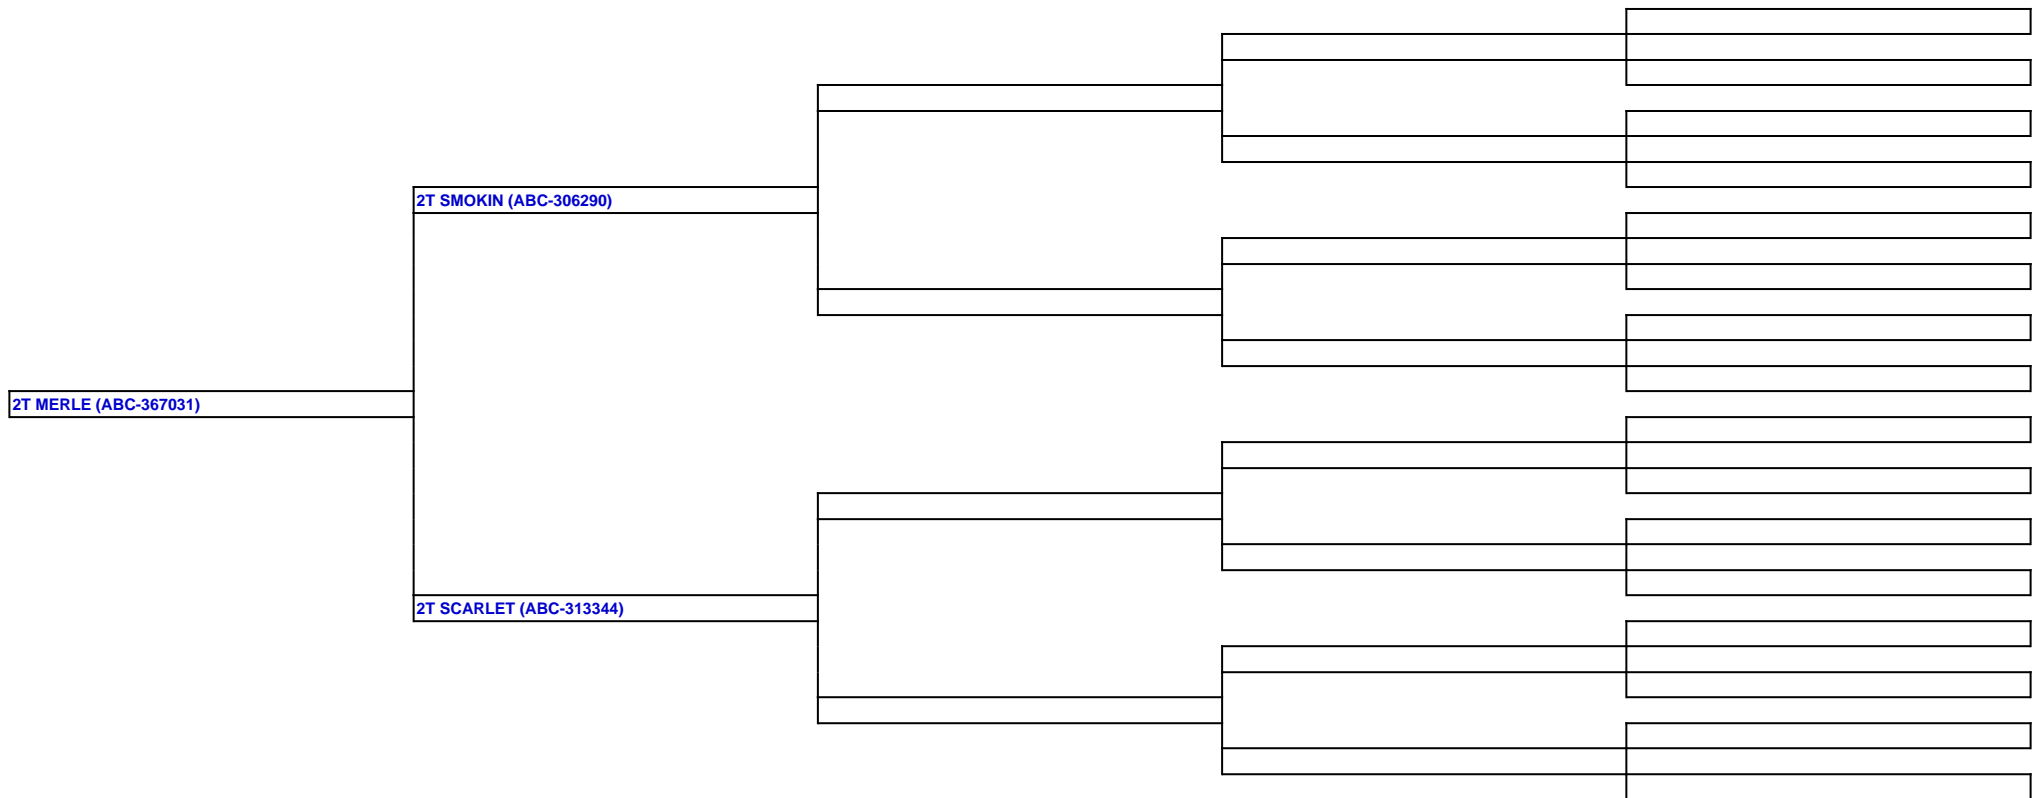 2T SMOKIN (ABC-306290)
2T MERLE (ABC-367031)
2T SCARLET (ABC-313344)